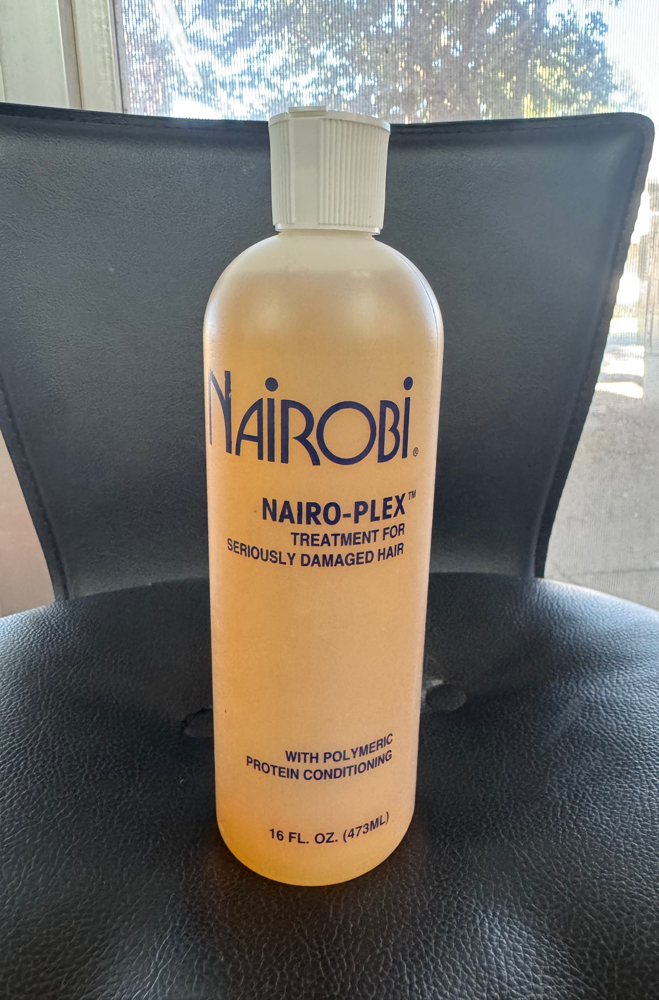 NAIROBI®
NAIRO-PLEX™
TREATMENT FOR
SERIOUSLY DAMAGED HAIR
WITH POLYMERIC
PROTEIN CONDITIONING
16 FL. OZ. (473ML)